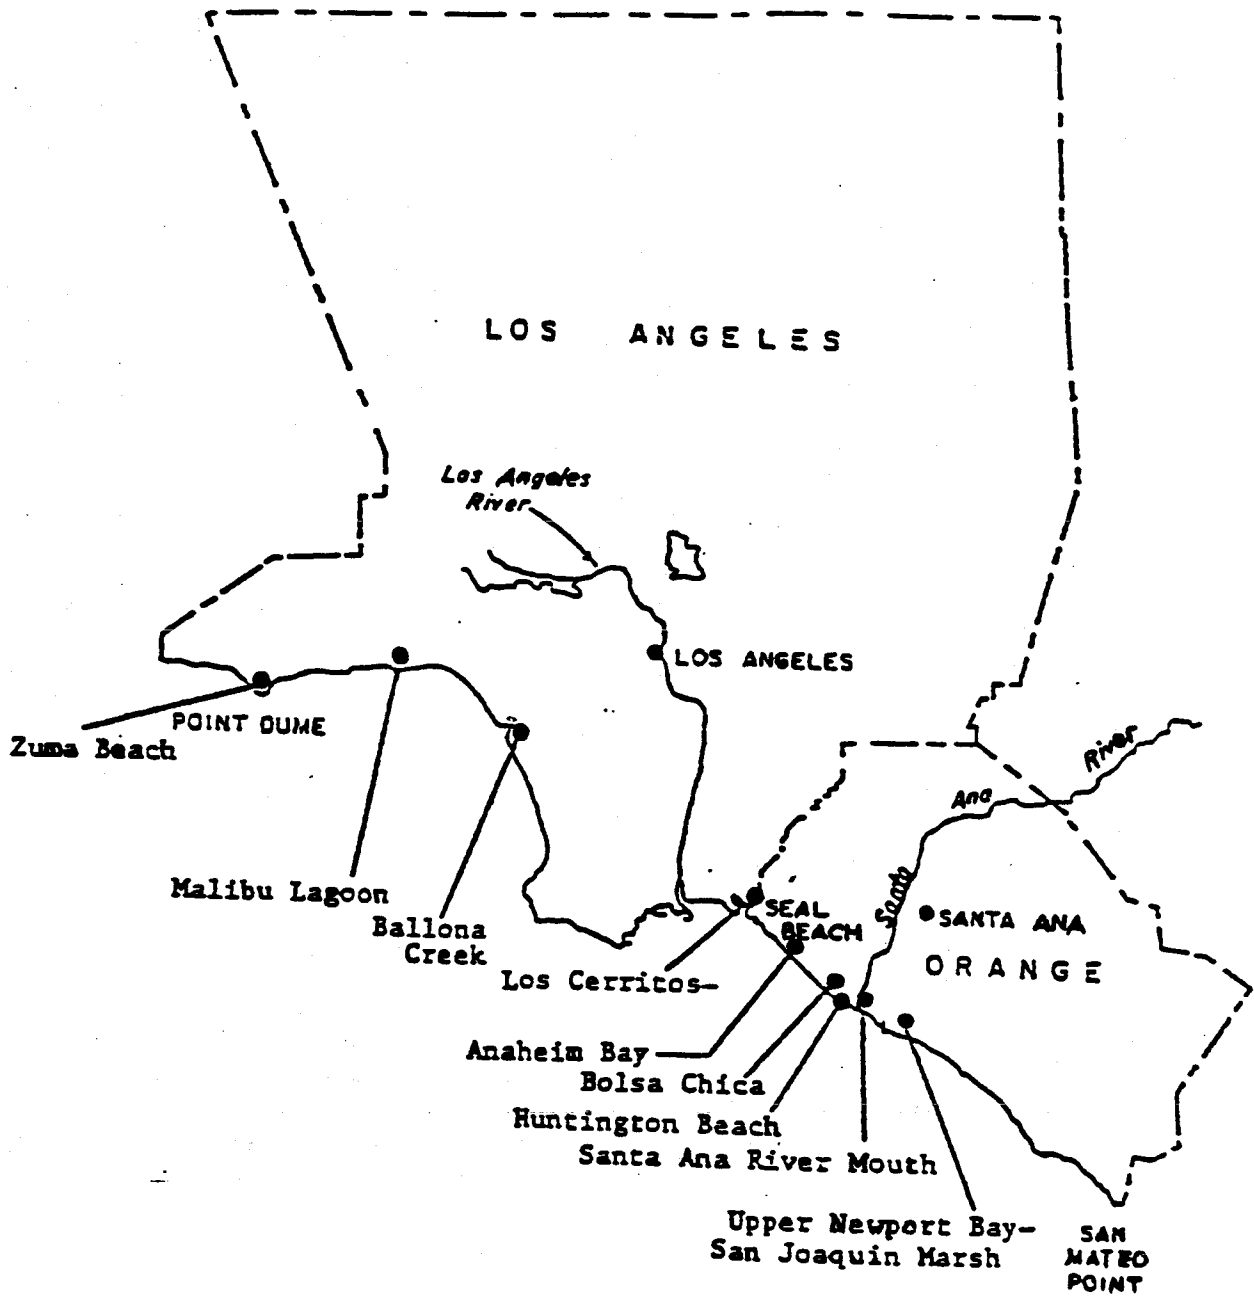 LOS ANGELES
Los Angeles
River
LOS ANGELES
POINT DUME
Zuma Beach
River
Ana
Santa
Malibu Lagoon
Ballona
Creek
SEAL
BEACH
SANTA ANA
ORANGE
Los Cerritos-
Anaheim Bay
Bolsa Chica
Huntington Beach
Santa Ana River Mouth
Upper Newport Bay-
San Joaquin Marsh
SAN
MATEO
POINT